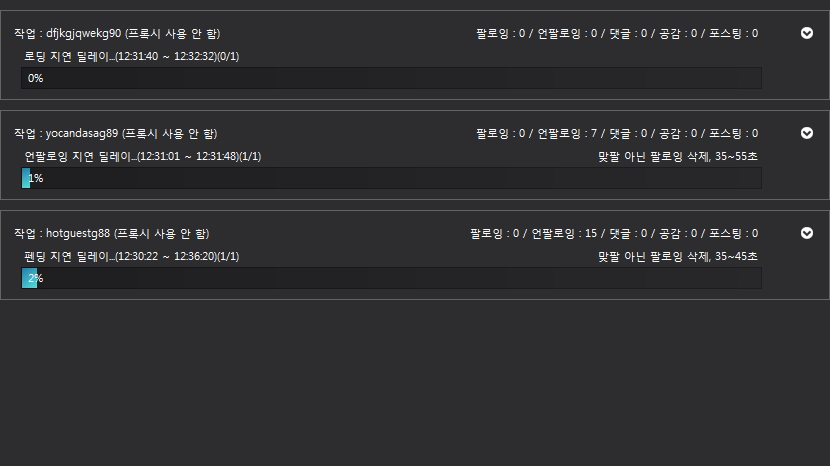 작업 : dfjkgjqwekg90 (프록시 사용 안 함) 팔로잉 : 0 / 언팔로잉 : 0 / 댓글 : 0 / 공감 : 0 / 포스팅 : 0
로딩 지연 딜레이...(12:31:40 ~ 12:32:32)(0/1)
0%
작업 : yocandasag89 (프록시 사용 안 함) 팔로잉 : 0 / 언팔로잉 : 7 / 댓글 : 0 / 공감 : 0 / 포스팅 : 0
언팔로잉 지연 딜레이...(12:31:01 ~ 12:31:48)(1/1) 맞팔 아닌 팔로잉 삭제, 35~55초
1%
작업 : hotguestg88 (프록시 사용 안 함) 팔로잉 : 0 / 언팔로잉 : 15 / 댓글 : 0 / 공감 : 0 / 포스팅 : 0
펜딩 지연 딜레이...(12:30:22 ~ 12:36:20)(1/1) 맞팔 아닌 팔로잉 삭제, 35~45초
2%